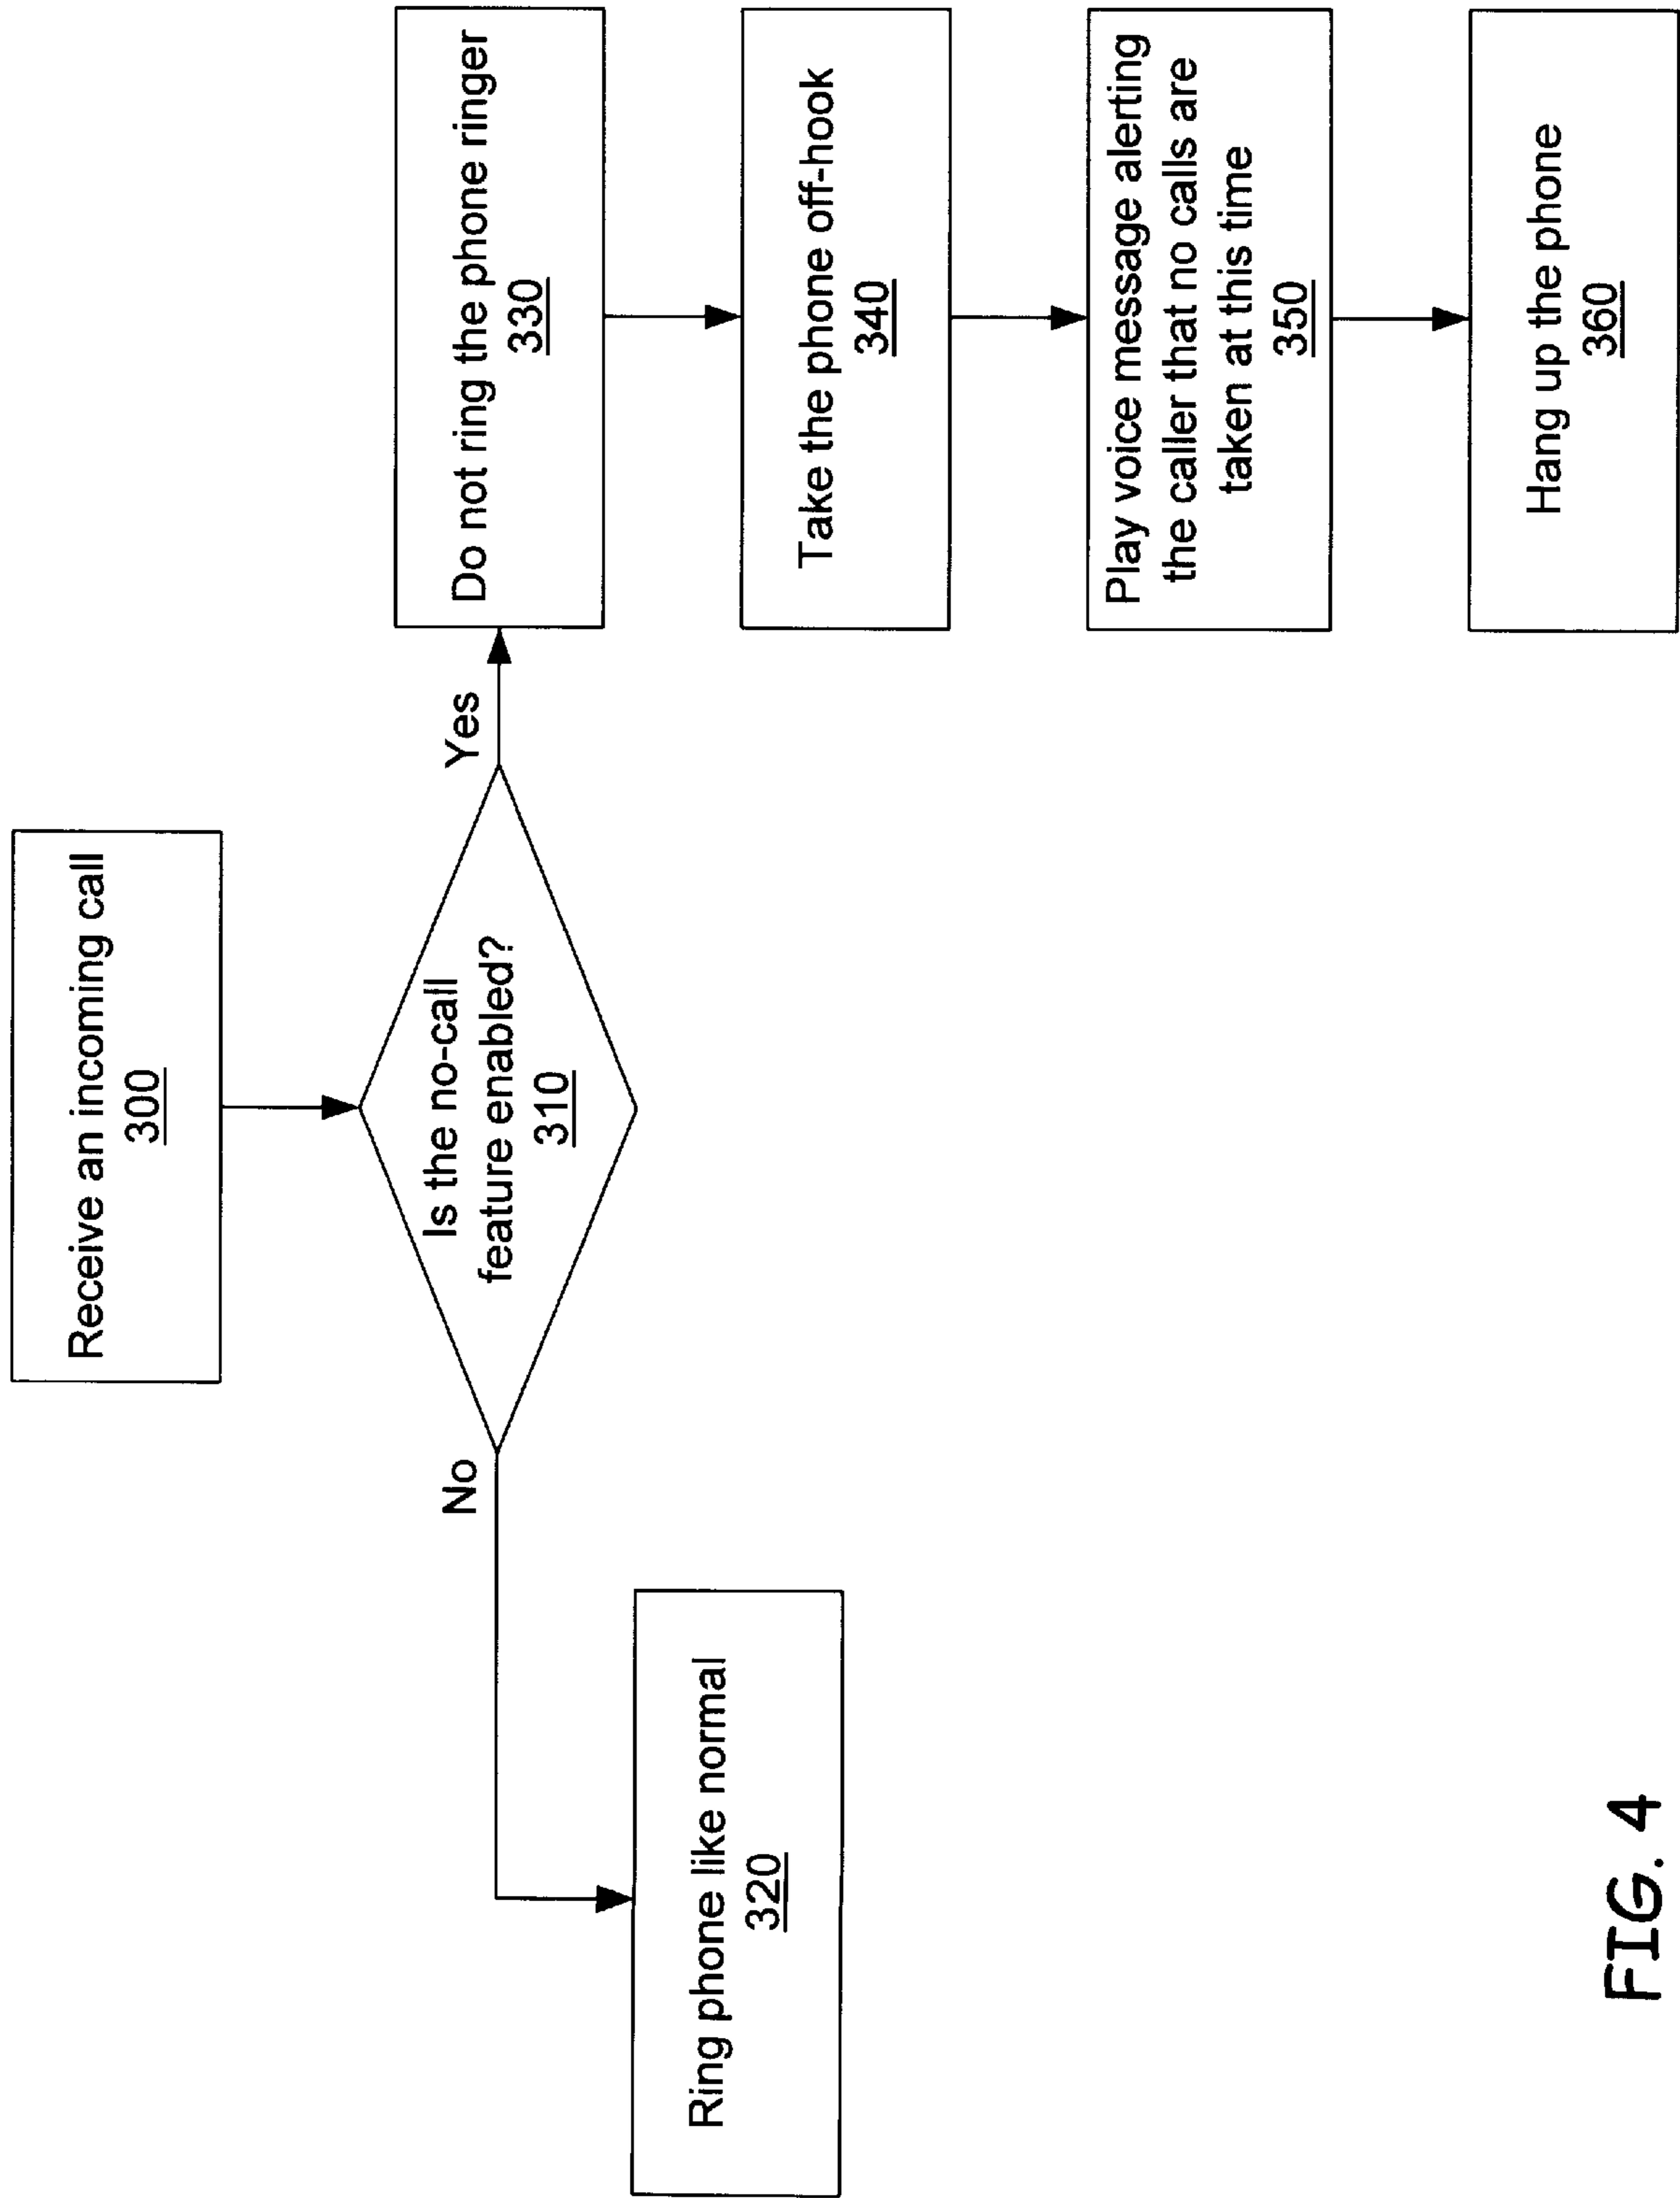 Receive an incoming call
300
Is the no-call
feature enabled?
310
No
Yes
Ring phone like normal
320
Do not ring the phone ringer
330
Take the phone off-hook
340
Play voice message alerting
the caller that no calls are
taken at this time
350
Hang up the phone
360
FIG. 4